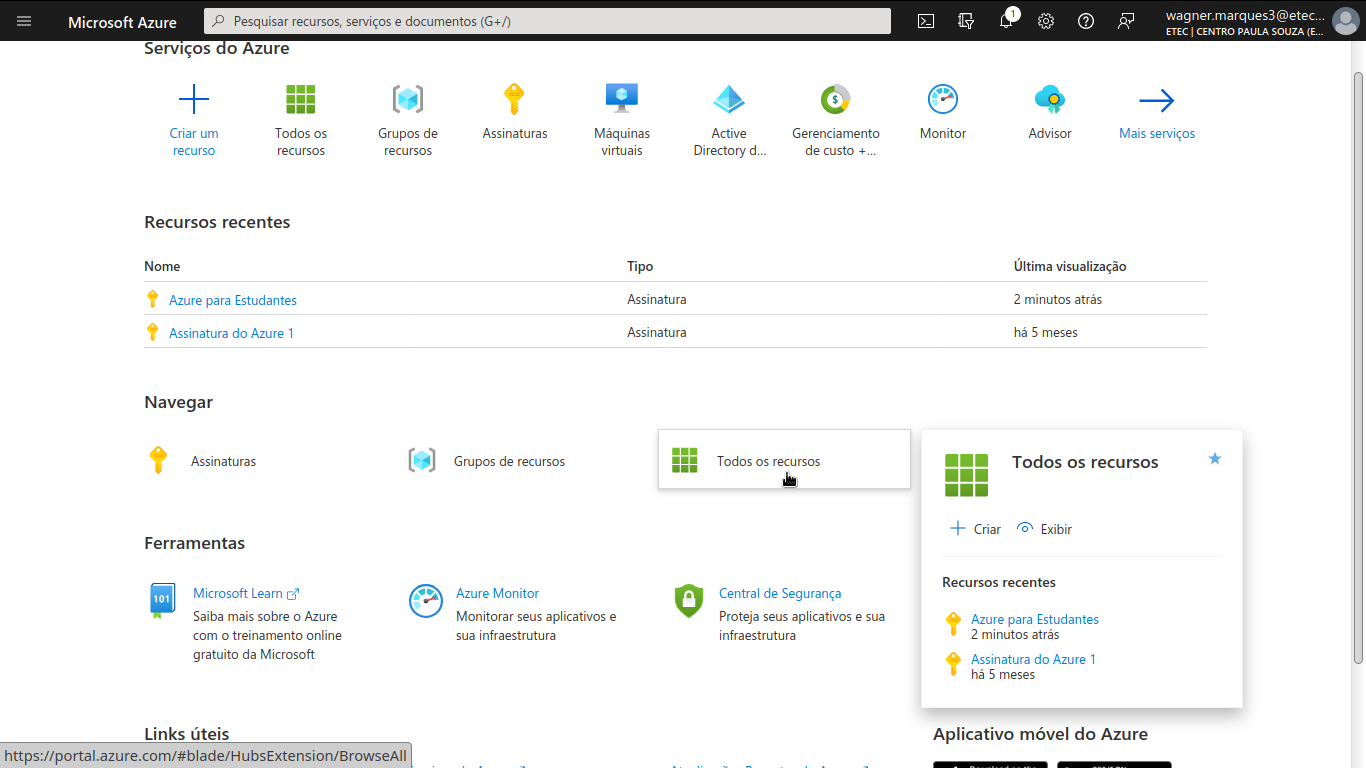 Microsoft Azure
Pesquisar recursos, serviços e documentos (G+/)
1
wagner.marques3@etec...
ETEC | CENTRO PAULA SOUZA (E...
Serviços do Azure
Criar um
recurso
Todos os
recursos
Grupos de
recursos
Assinaturas
Máquinas
virtuais
Active
Directory d...
Gerenciamento
de custo +...
Monitor
Advisor
Mais serviços
Recursos recentes
Nome
Tipo
Última visualização
Azure para Estudantes
Assinatura
2 minutos atrás
Assinatura do Azure 1
Assinatura
há 5 meses
Navegar
Assinaturas
Grupos de recursos
Todos os recursos
Todos os recursos
Criar
Exibir
Recursos recentes
Azure para Estudantes
2 minutos atrás
Assinatura do Azure 1
há 5 meses
Ferramentas
101
Microsoft Learn
Saiba mais sobre o Azure
com o treinamento online
gratuito da Microsoft
Azure Monitor
Monitorar seus aplicativos e
sua infraestrutura
Central de Segurança
Proteja seus aplicativos e sua
infraestrutura
Links úteis
Aplicativo móvel do Azure
https://portal.azure.com/#blade/HubsExtension/BrowseAll